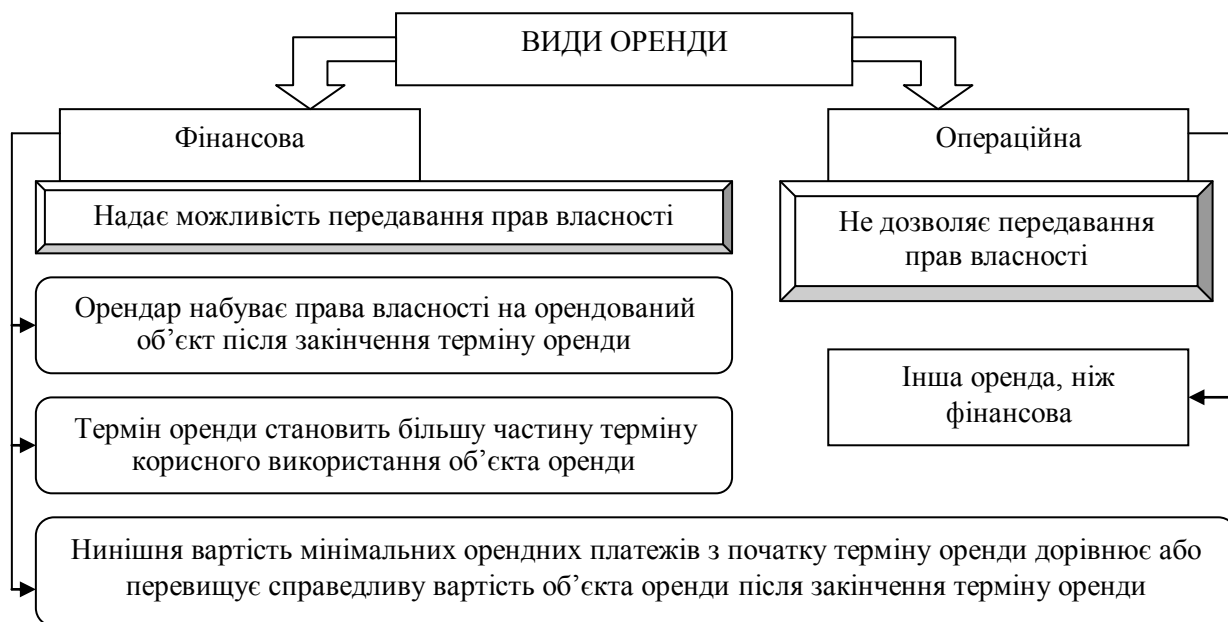 ВИДИ ОРЕНДИ
Фінансова
Операційна
Надає можливість передавання прав власності
Не дозволяє передавання
прав власності
Орендар набуває права власності на орендований
об’єкт після закінчення терміну оренди
Інша оренда, ніж
фінансова
Термін оренди становить більшу частину терміну
корисного використання об’єкта оренди
Нинішня вартість мінімальних орендних платежів з початку терміну оренди дорівнює або
перевищує справедливу вартість об’єкта оренди після закінчення терміну оренди